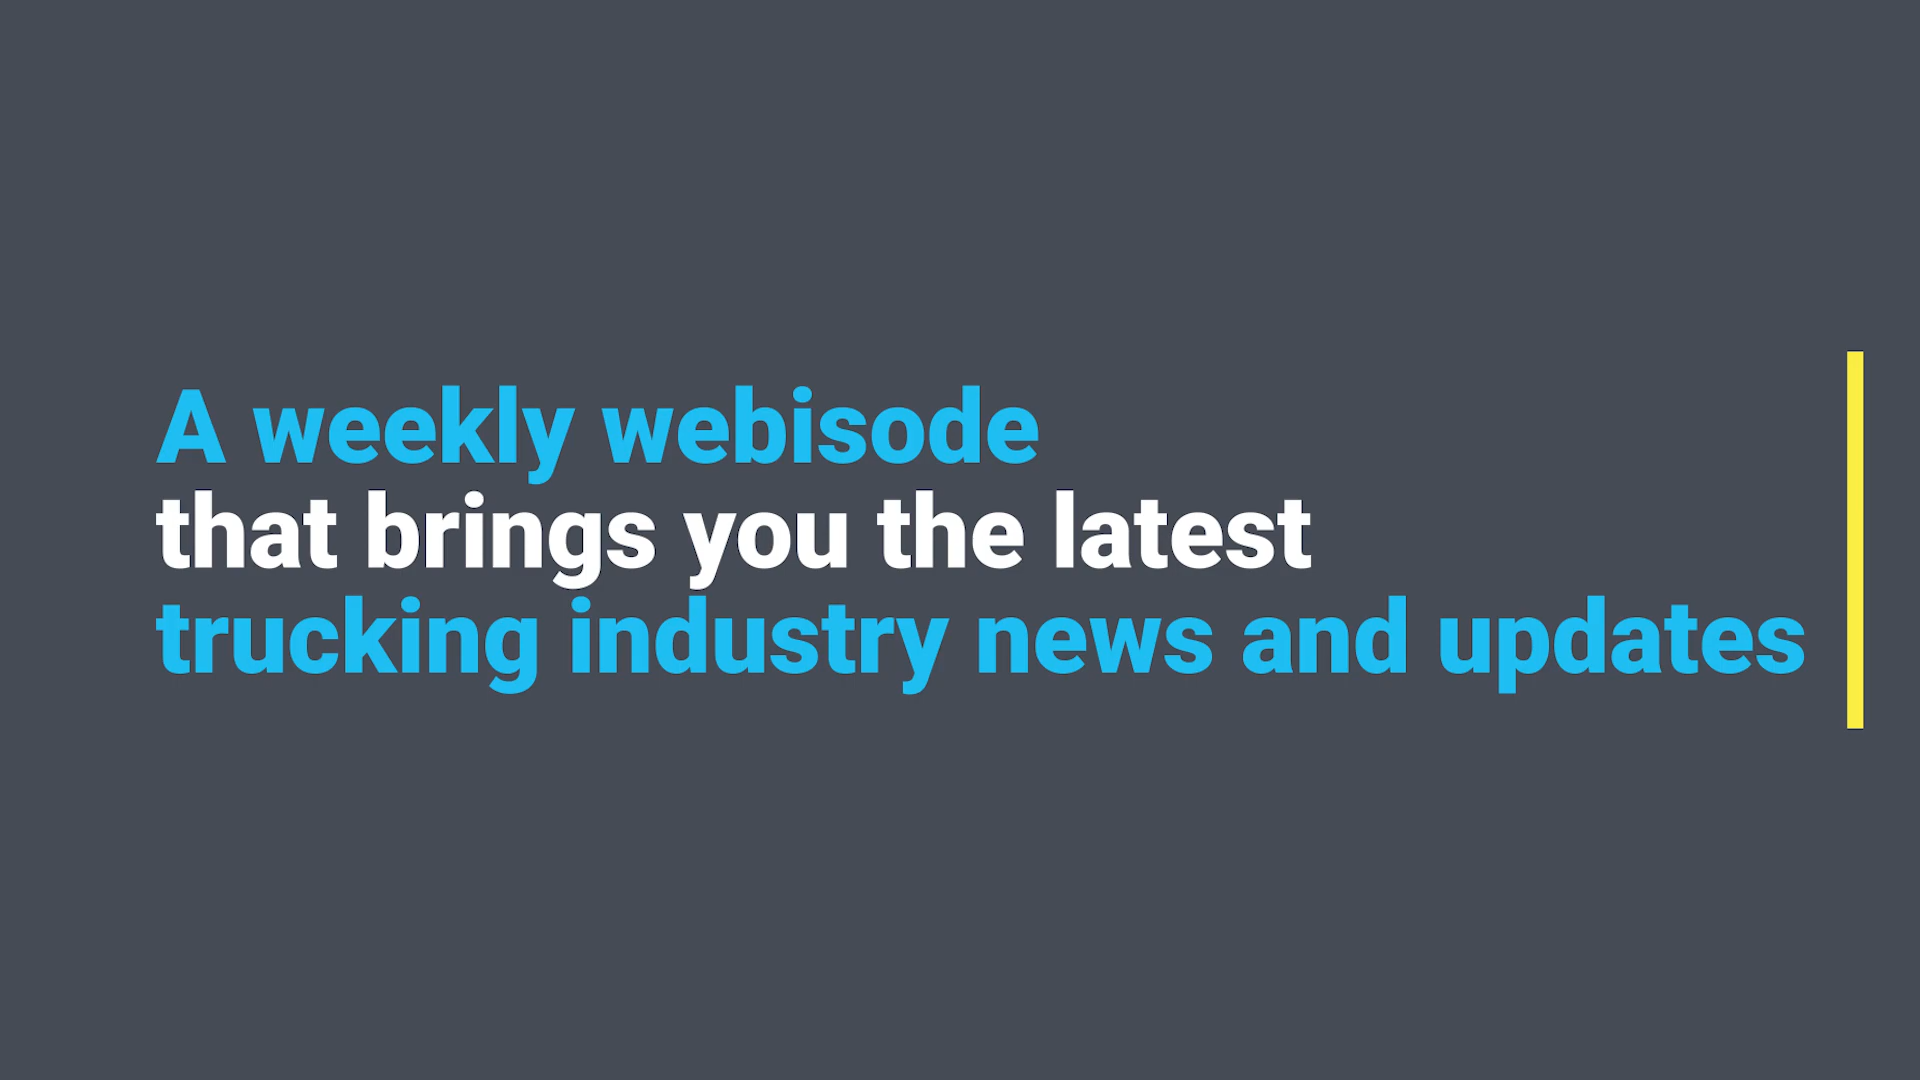 A weekly webisode
that brings you the latest
trucking industry news and updates